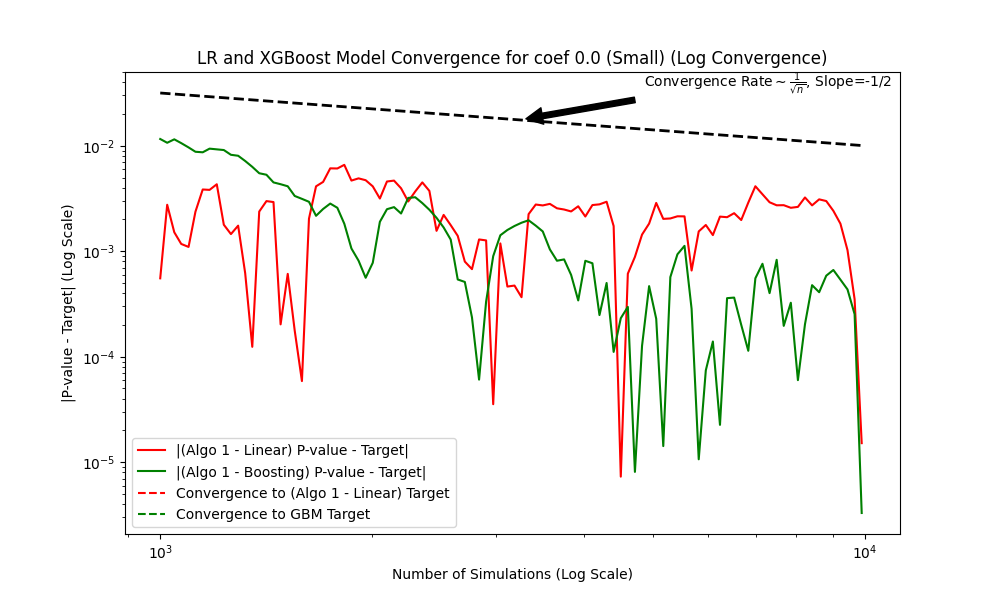 LR and XGBoost Model Convergence for coef 0.0 (Small) (Log Convergence)
Convergence Rate ~ 1/√n, Slope=-1/2
|P-value - Target| (Log Scale)
10⁻²
10⁻³
10⁻⁴
10⁻⁵
|(Algo 1 - Linear) P-value - Target|
|(Algo 1 - Boosting) P-value - Target|
Convergence to (Algo 1 - Linear) Target
Convergence to GBM Target
10³
10⁴
Number of Simulations (Log Scale)